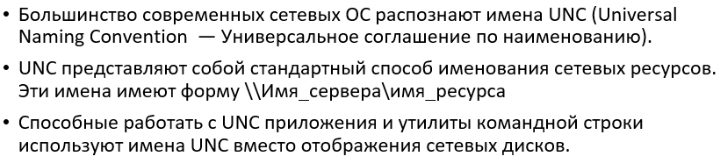 • Большинство современных сетевых ОС распознают имена UNC (Universal
Naming Convention — Универсальное соглашение по наименованию).
• UNC представляют собой стандартный способ именования сетевых ресурсов.
Эти имена имеют форму \\Имя_сервера\имя_ресурса
• Способные работать с UNC приложения и утилиты командной строки
используют имена UNC вместо отображения сетевых дисков.